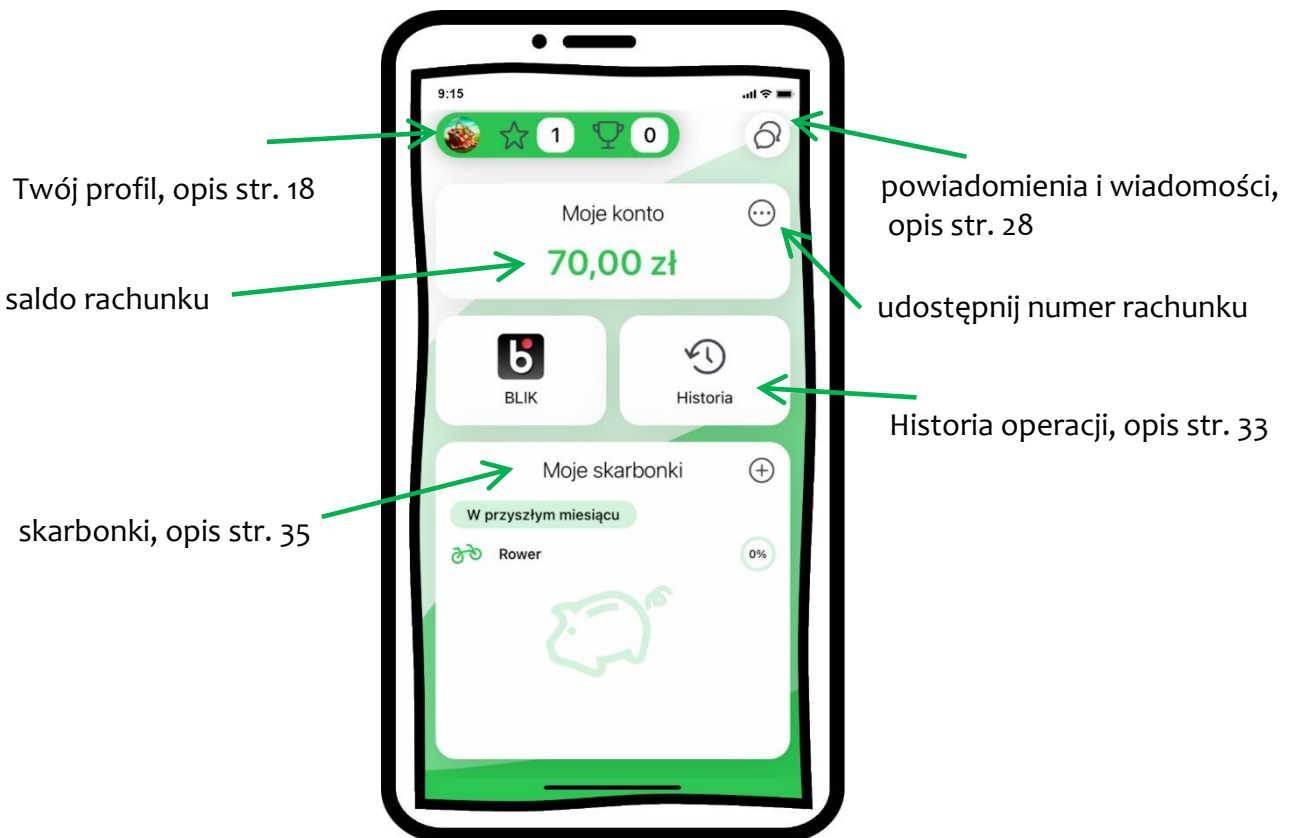 9:15
1
0
Twój profil, opis str. 18
powiadomienia i wiadomości,
opis str. 28
Moje konto
70,00 zł
saldo rachunku
udostępnij numer rachunku
b
BLIK
Historia
Historia operacji, opis str. 33
Moje skarbonki
W przyszłym miesiącu
skarbonki, opis str. 35
Rower
0%